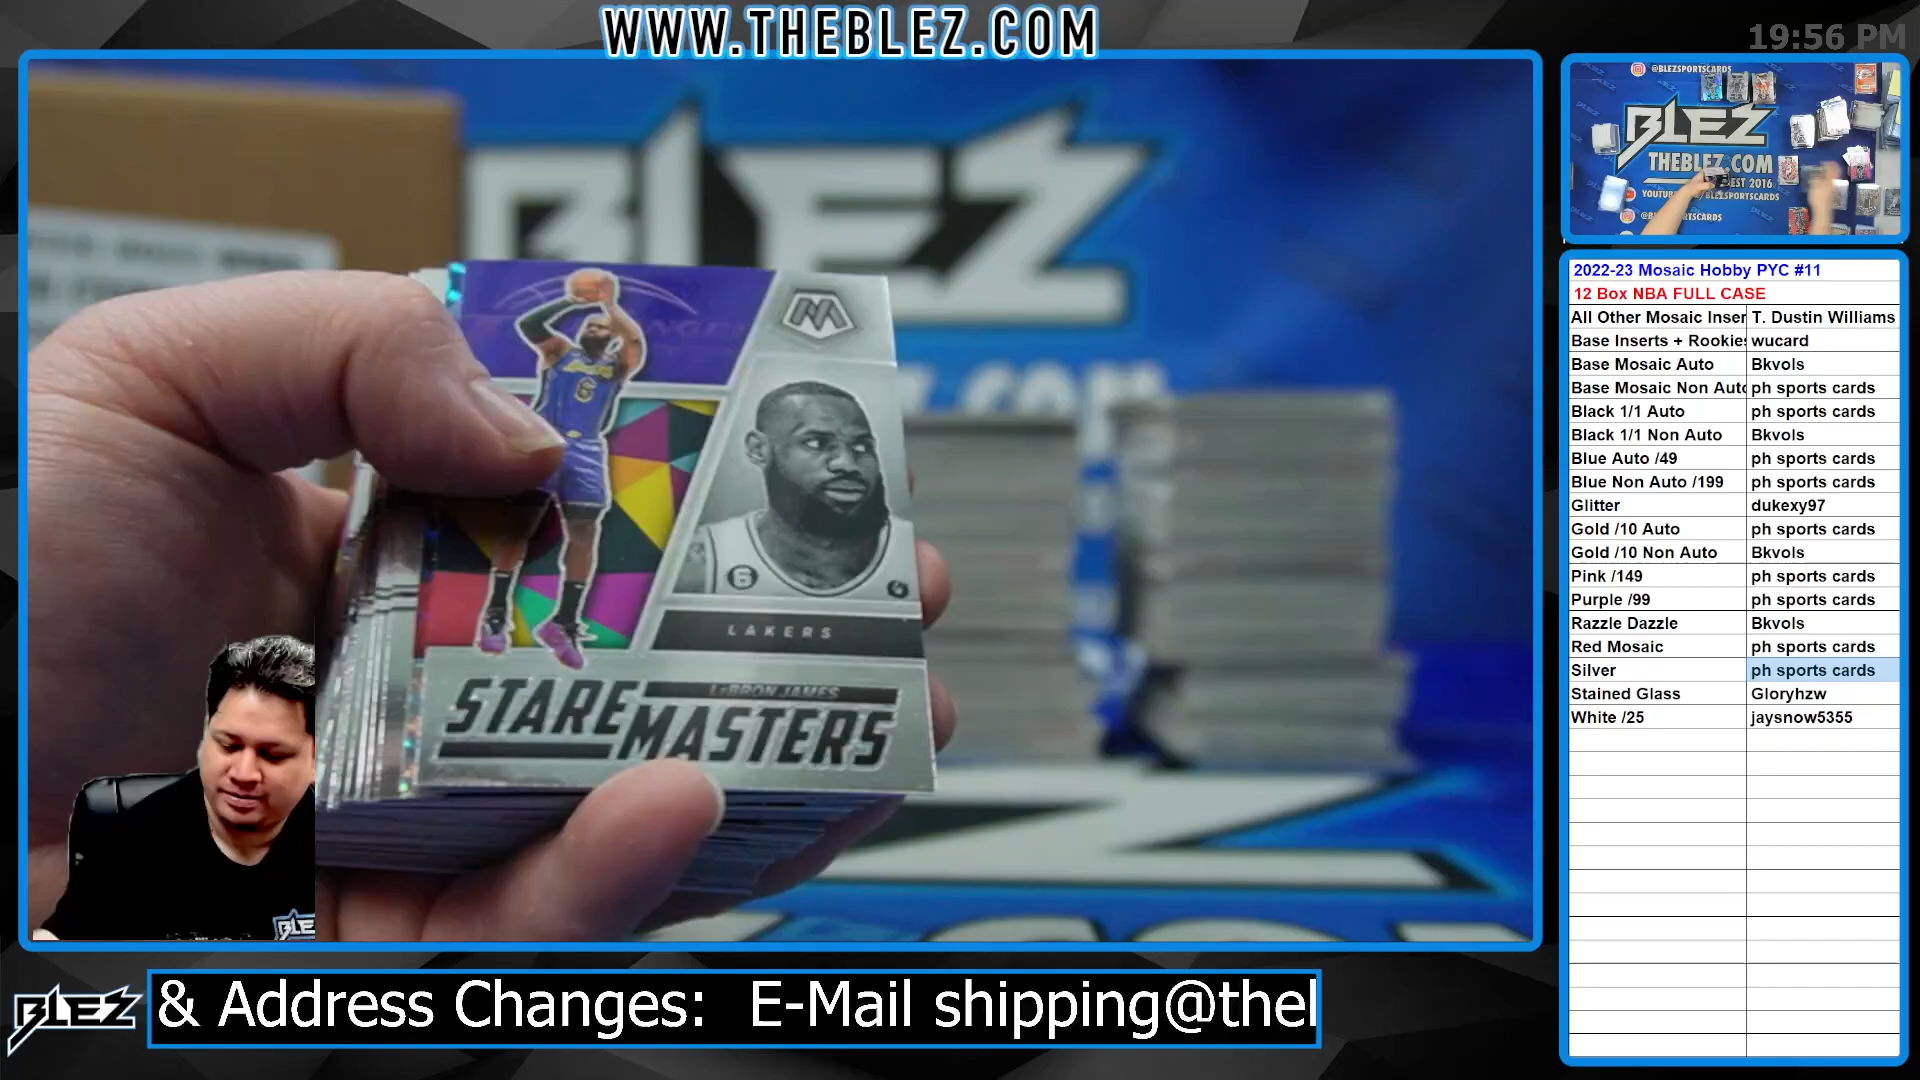 WWW.THEBLEZ.COM
19:56 PM
BLEZ
LAKERS
6
6
LEBRON JAMES
STARE MASTERS
BLEZ
@BLEZSPORTSCARDS
BLEZ
THEBLEZ.COM
EST 2016
2022-23 Mosaic Hobby PYC #11
12 Box NBA FULL CASE
All Other Mosaic Inser T. Dustin Williams
Base Inserts + Rookies wucard
Base Mosaic Auto Bkvols
Base Mosaic Non Auto ph sports cards
Black 1/1 Auto ph sports cards
Black 1/1 Non Auto Bkvols
Blue Auto /49 ph sports cards
Blue Non Auto /199 ph sports cards
Glitter dukexy97
Gold /10 Auto ph sports cards
Gold /10 Non Auto Bkvols
Pink /149 ph sports cards
Purple /99 ph sports cards
Razzle Dazzle Bkvols
Red Mosaic ph sports cards
Silver ph sports cards
Stained Glass Gloryhzw
White /25 jaysnow5355
BLEZ
& Address Changes: E-Mail shipping@thel